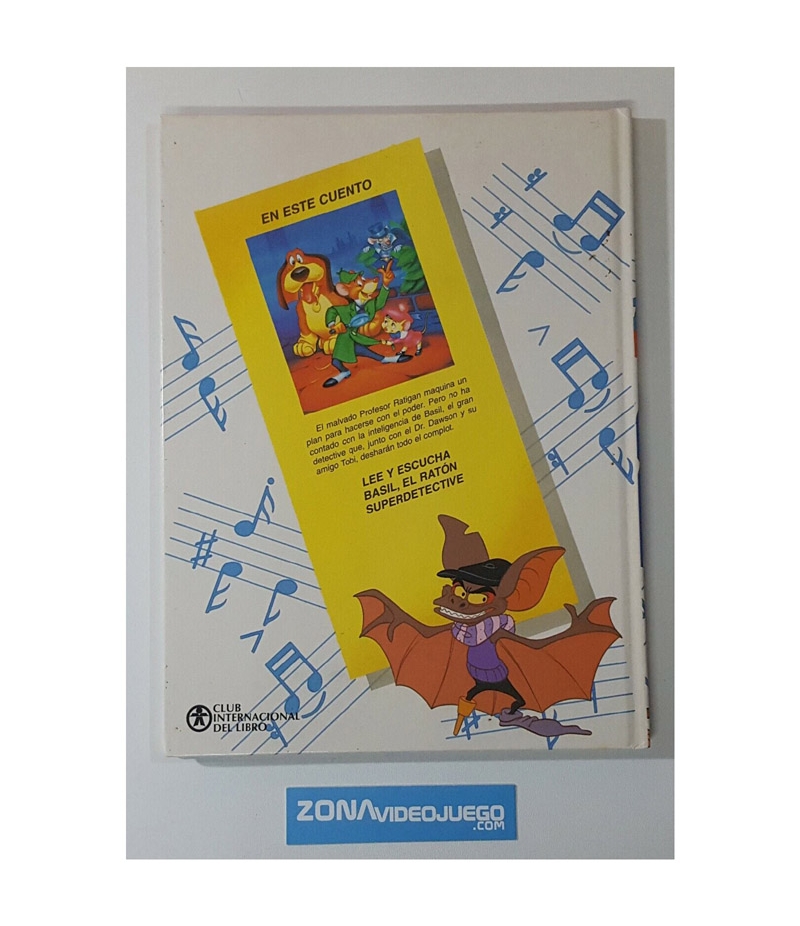 EN ESTE CUENTO
El malvado Profesor Ratigan maquina un
plan para hacerse con el poder. Pero no ha
contado con la inteligencia de Basil, el gran
detective que, junto con el Dr. Dawson y su
amigo Tobi, desharán todo el complot.
LEE Y ESCUCHA
BASIL, EL RATÓN
SUPERDETECTIVE
CLUB
INTERNACIONAL
DEL LIBRO
ZONAVIDEOJUEGO
.COM